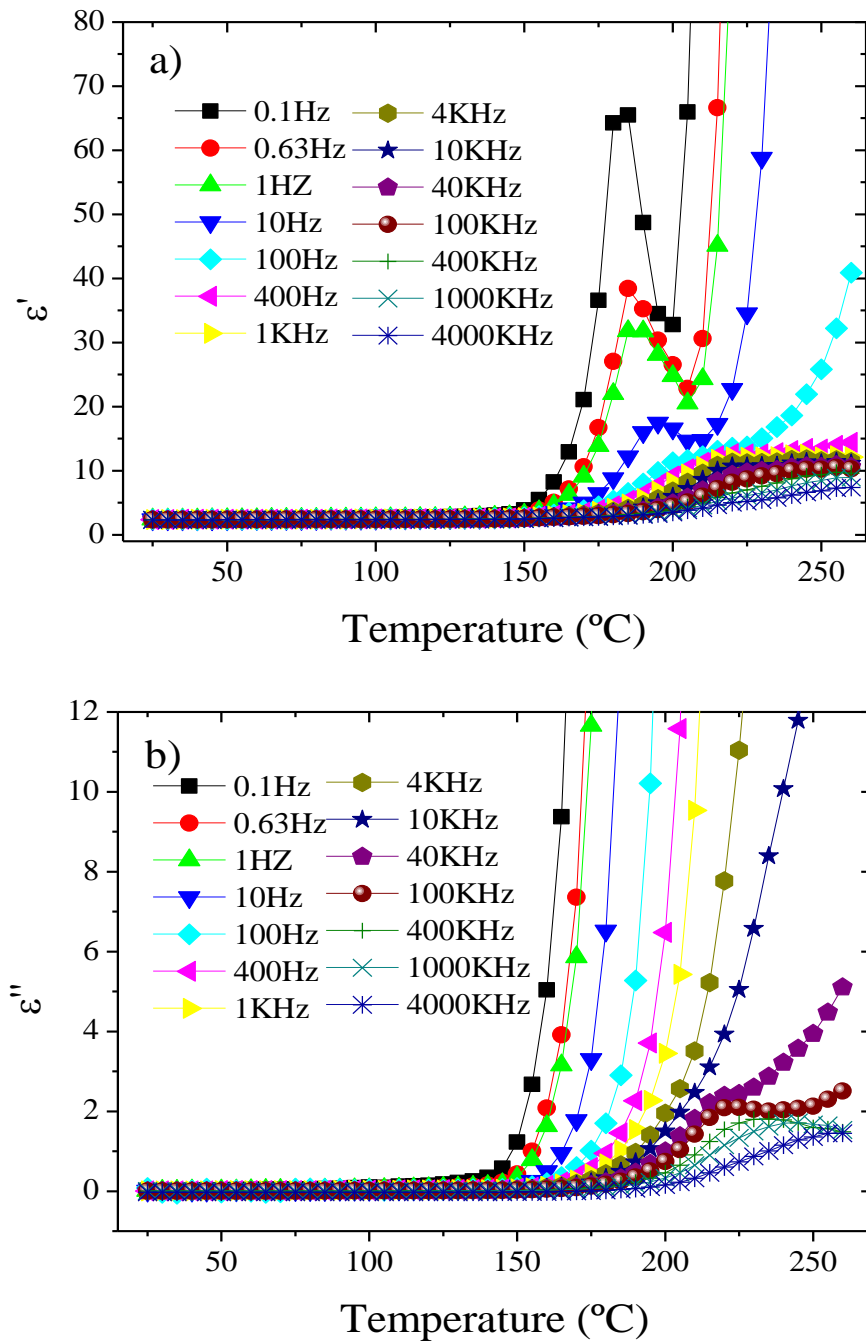 a)
80
70
60
50
40
30
20
10
0
ε'
0.1Hz
0.63Hz
1HZ
10Hz
100Hz
400Hz
1KHz
4KHz
10KHz
40KHz
100KHz
400KHz
1000KHz
4000KHz
50 100 150 200 250
Temperature (ºC)
b)
12
10
8
6
4
2
0
ε''
0.1Hz
0.63Hz
1HZ
10Hz
100Hz
400Hz
1KHz
4KHz
10KHz
40KHz
100KHz
400KHz
1000KHz
4000KHz
50 100 150 200 250
Temperature (ºC)